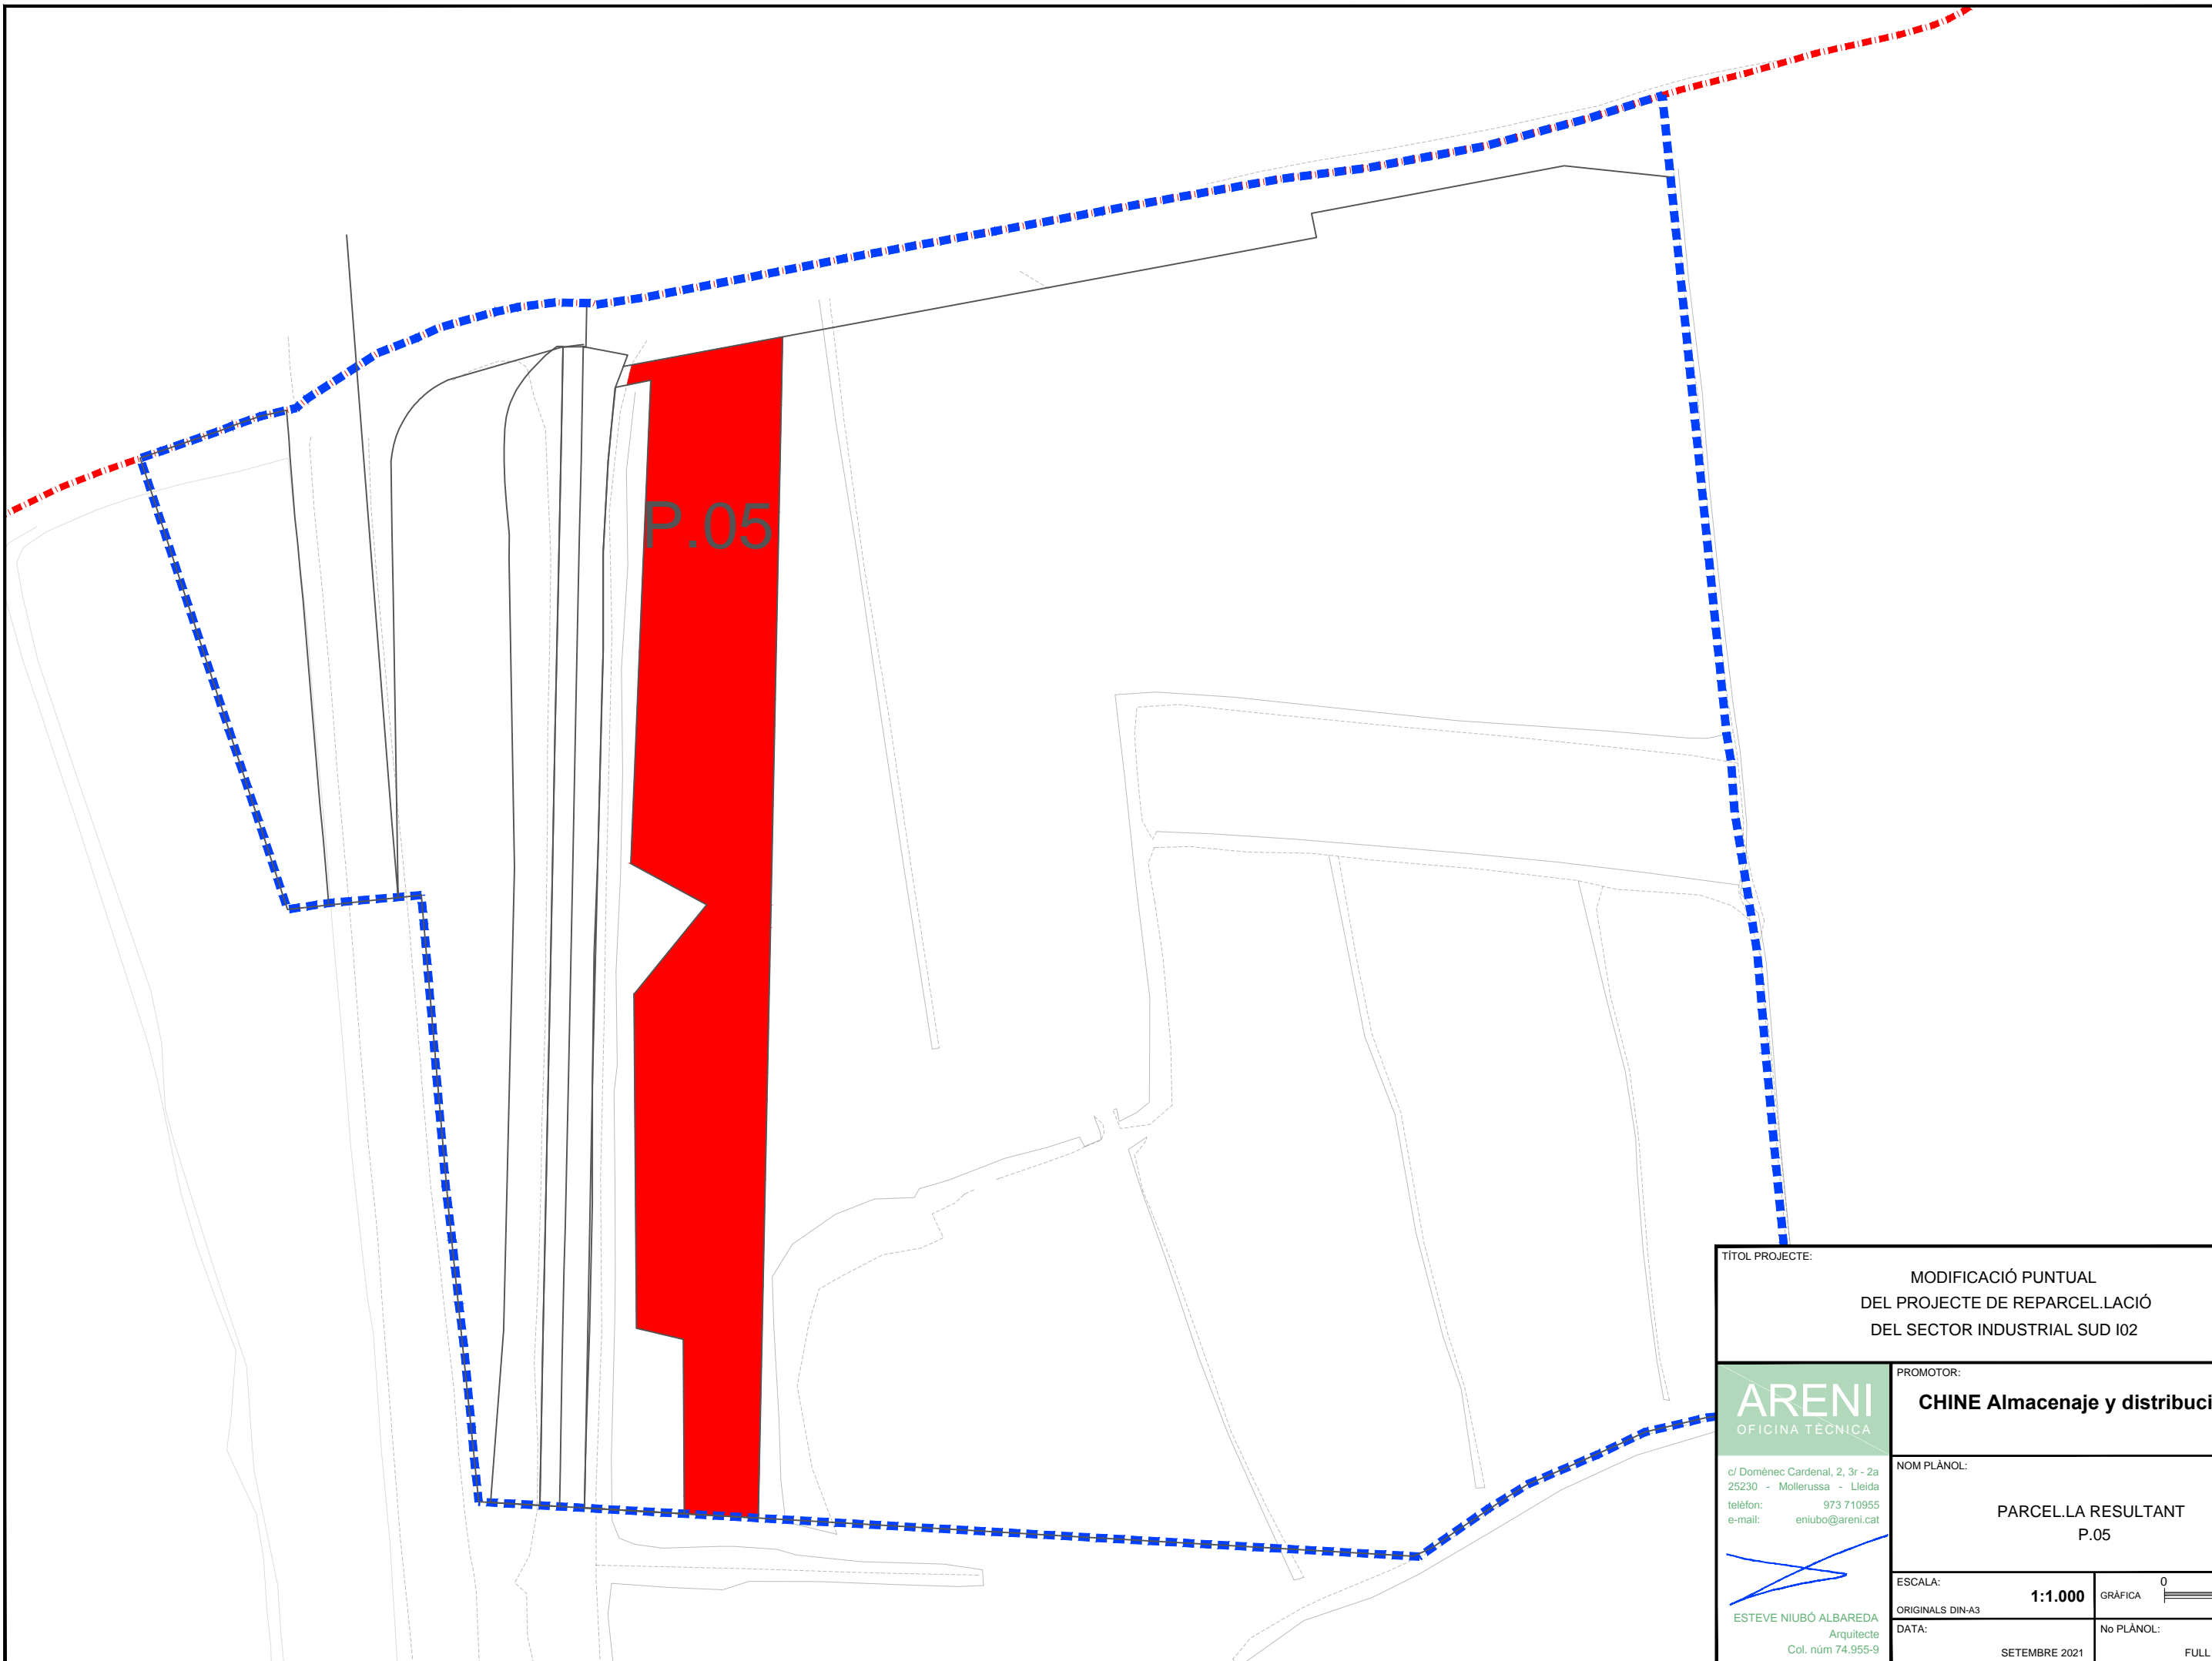 P.05
TÍTOL PROJECTE:
MODIFICACIÓ PUNTUAL
DEL PROJECTE DE REPARCEL.LACIÓ
DEL SECTOR INDUSTRIAL SUD I02
ARENI
OFICINA TÈCNICA
c/ Domènec Cardenal, 2, 3r - 2a
25230 - Mollerussa - Lleida
telèfon: 973 710955
e-mail: eniubo@areni.cat
ESTEVE NIUBÓ ALBAREDA
Arquitecte
Col. núm 74.955-9
PROMOTOR:
CHINE Almacenaje y distribuci
NOM PLÀNOL:
PARCEL.LA RESULTANT
P.05
ESCALA:
1:1.000
ORIGINALS DIN-A3
GRÀFICA
0
DATA:
SETEMBRE 2021
No PLÀNOL:
FULL